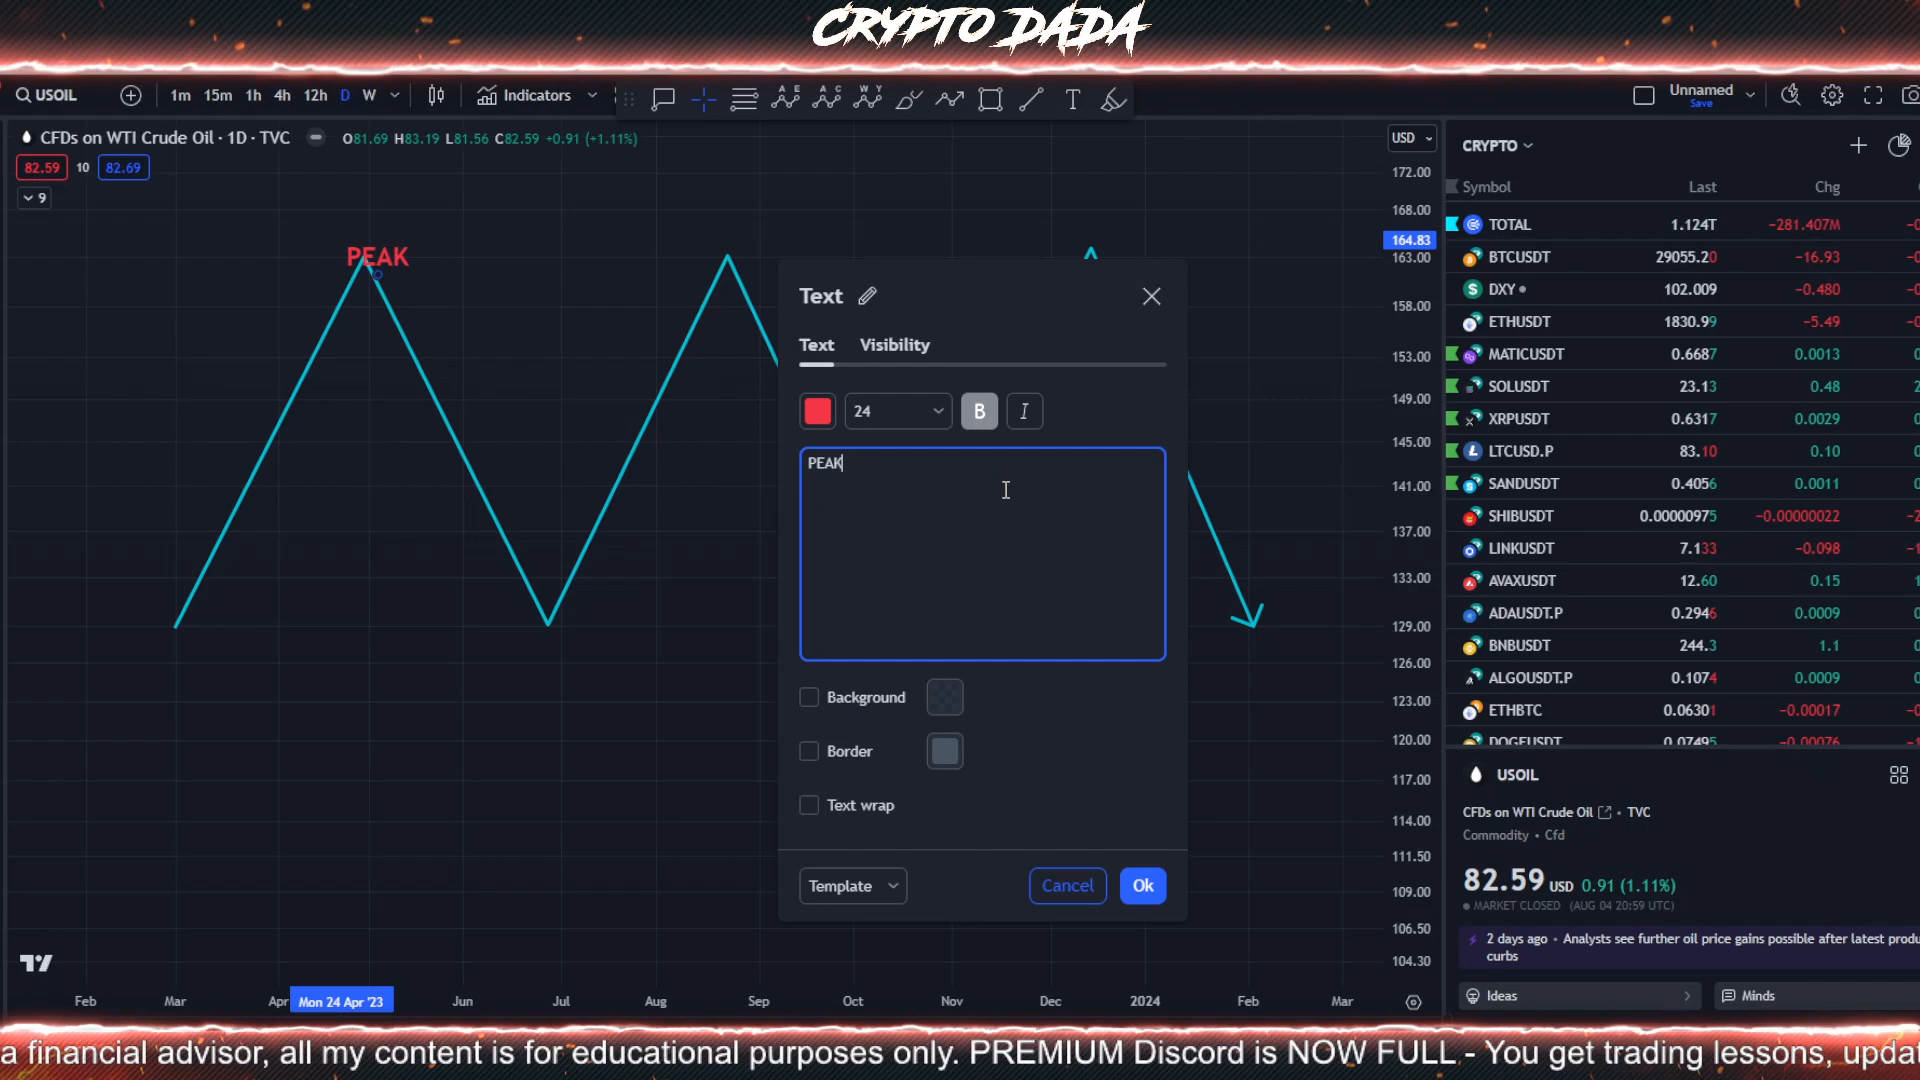 CRYPTO DADA
USOIL
1m 15m 1h 4h 12h D W
Indicators
Unnamed
Save
CFDs on WTI Crude Oil · 1D · TVC
O81.69 H83.19 L81.56 C82.59 +0.91 (+1.11%)
82.59 10 82.69
9
PEAK
USD
172.00
168.00
164.83
163.00
158.00
153.00
149.00
145.00
141.00
137.00
133.00
129.00
126.00
123.00
120.00
117.00
114.00
111.50
109.00
106.50
104.30
Text
Text Visibility
24 B I
PEAK
Background
Border
Text wrap
Template Cancel Ok
Feb Mar Apr Mon 24 Apr '23 Jun Jul Aug Sep Oct Nov Dec 2024 Feb Mar
CRYPTO
Symbol Last Chg
TOTAL 1.124T −281.407M
BTCUSDT 29055.20 −16.93
DXY 102.009 −0.480
ETHUSDT 1830.99 −5.49
MATICUSDT 0.6687 0.0013
SOLUSDT 23.13 0.48
XRPUSDT 0.6317 0.0029
LTCUSD.P 83.10 0.10
SANDUSDT 0.4056 0.0011
SHIBUSDT 0.00000975 −0.00000022
LINKUSDT 7.133 −0.098
AVAXUSDT 12.60 0.15
ADAUSDT.P 0.2946 0.0009
BNBUSDT 244.3 1.1
ALGOUSDT.P 0.1074 0.0009
ETHBTC 0.06301 −0.00017
DOGEUSDT 0.07495 −0.00076
USOIL
CFDs on WTI Crude Oil • TVC
Commodity • Cfd
82.59 USD 0.91 (1.11%)
MARKET CLOSED (AUG 04 20:59 UTC)
2 days ago • Analysts see further oil price gains possible after latest produ
curbs
Ideas Minds
a financial advisor, all my content is for educational purposes only. PREMIUM Discord is NOW FULL - You get trading lessons, updat